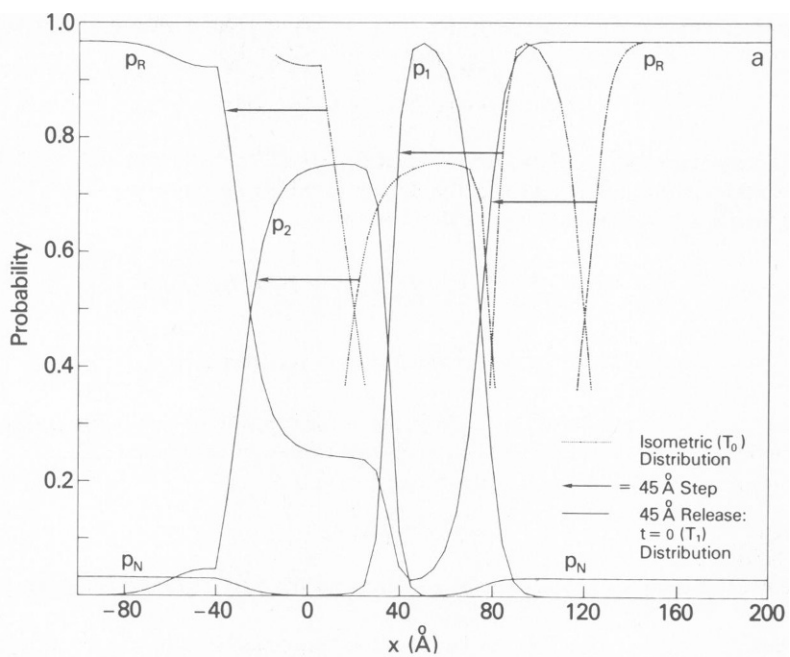 1.0
p_R
p_1
p_R
a
0.8
p_2
0.6
Probability
0.4
Isometric (T_0)
Distribution
= 45 Å Step
0.2
45 Å Release:
t = 0 (T_1)
Distribution
p_N
p_N
−80
−40
0
40
80
120
160
200
x (Å)